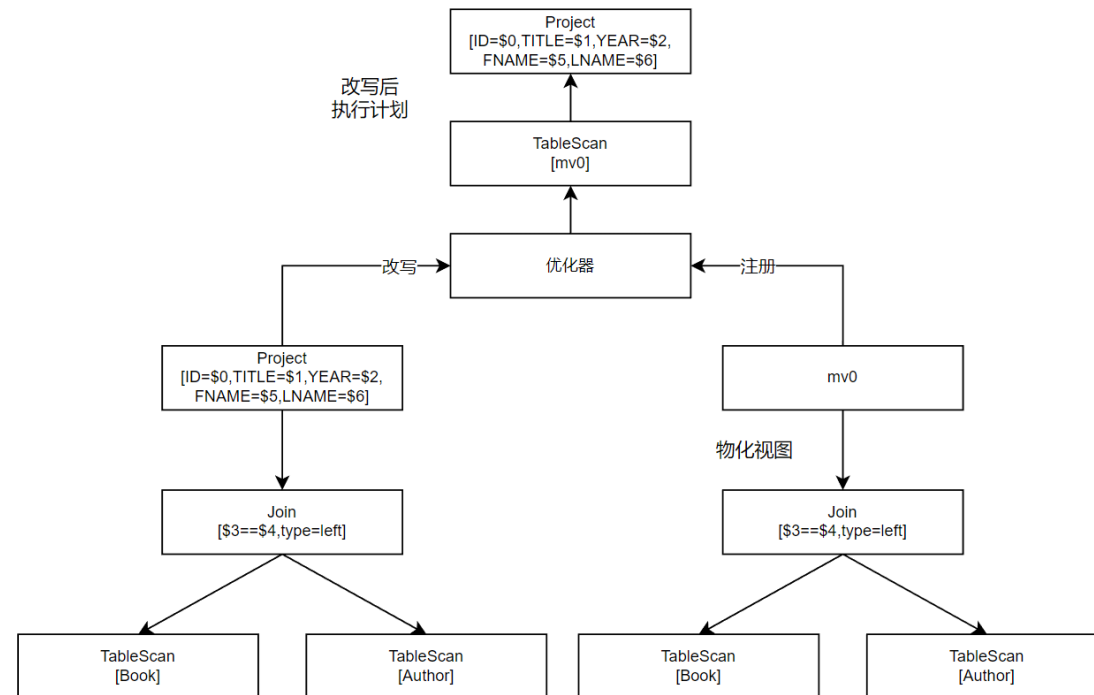 Project
[ID=$0,TITLE=$1,YEAR=$2,
FNAME=$5,LNAME=$6]
改写后
执行计划
TableScan
[mv0]
改写
优化器
注册
Project
[ID=$0,TITLE=$1,YEAR=$2,
FNAME=$5,LNAME=$6]
mv0
物化视图
Join
[$3==$4,type=left]
Join
[$3==$4,type=left]
TableScan
[Book]
TableScan
[Author]
TableScan
[Book]
TableScan
[Author]